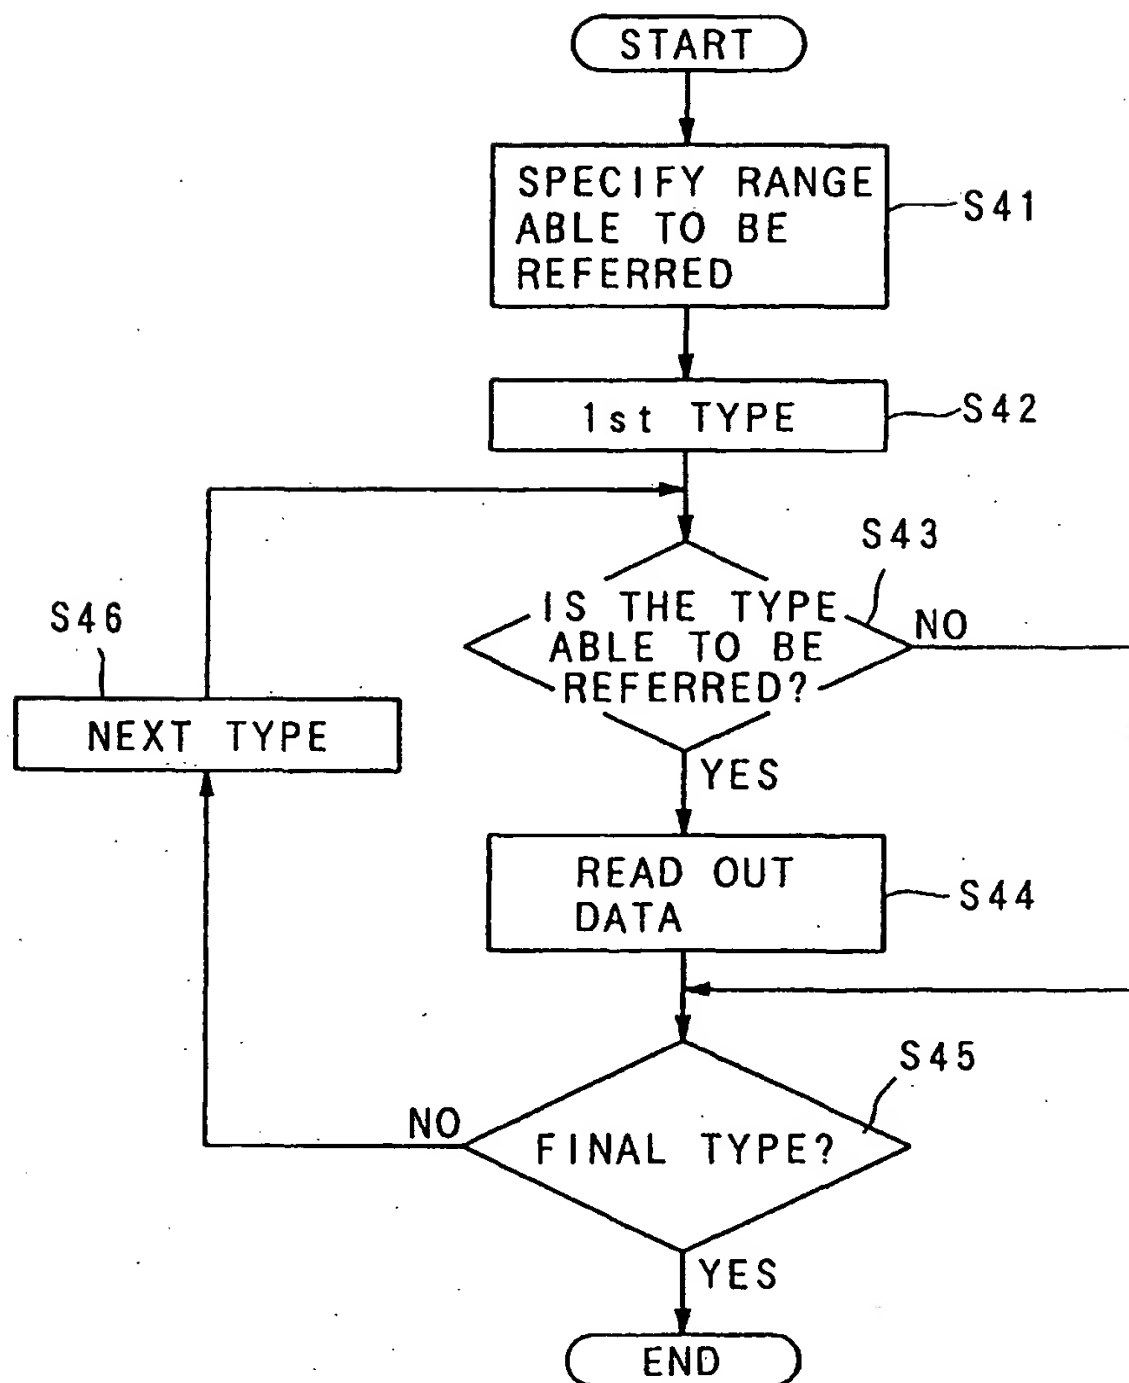 START
SPECIFY RANGE
ABLE TO BE
REFERRED
S41
1st TYPE
S42
S43
IS THE TYPE
ABLE TO BE
REFERRED?
NO
S46
NEXT TYPE
YES
READ OUT
DATA
S44
S45
NO
FINAL TYPE?
YES
END